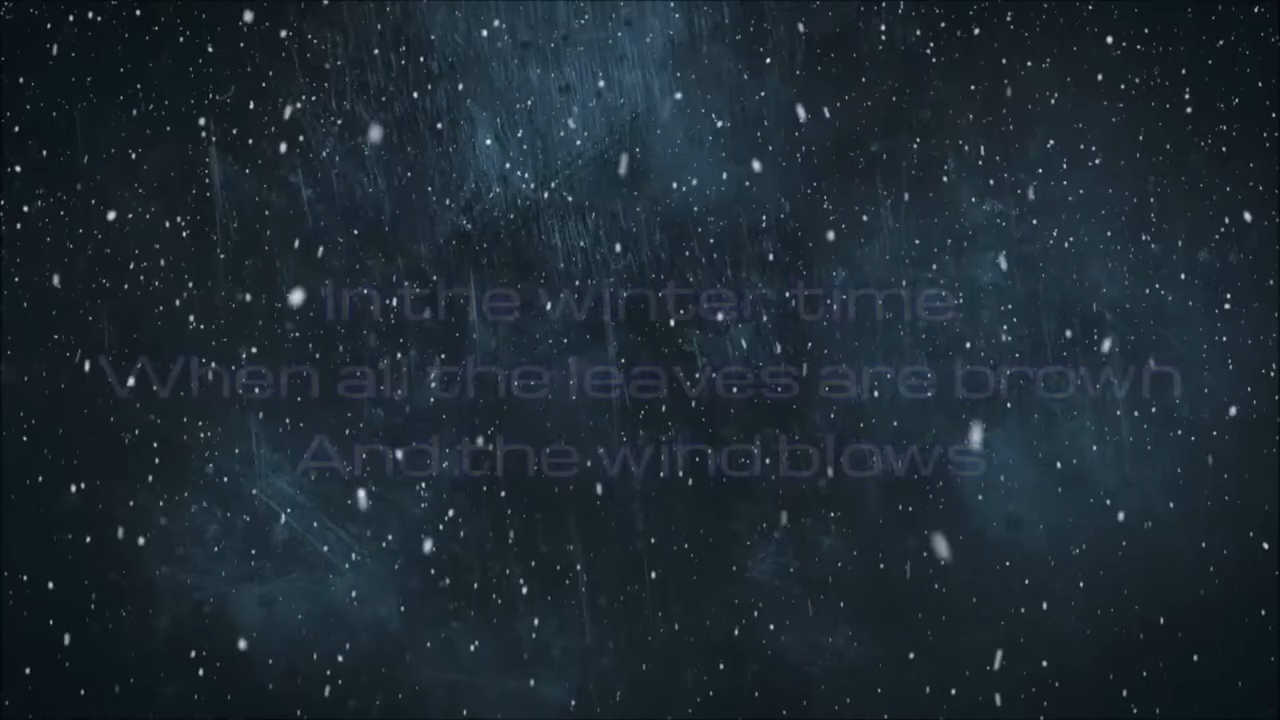 In the winter time
When all the leaves are brown
And the wind blows